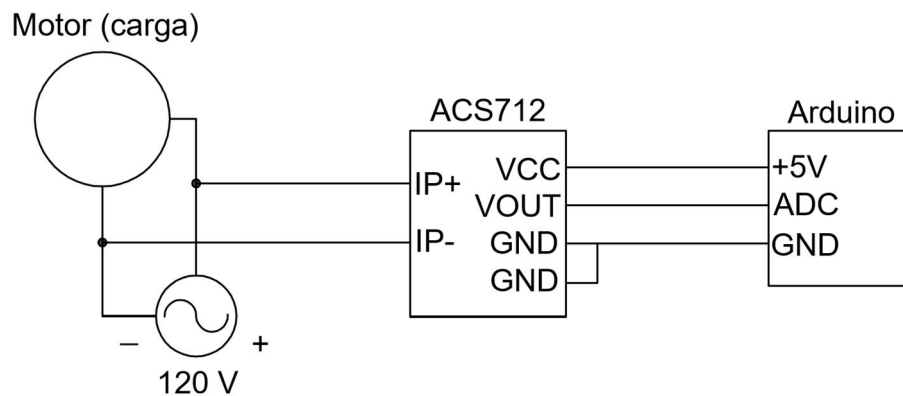 Motor (carga)
ACS712
Arduino
IP+
IP-
VCC
VOUT
GND
GND
+5V
ADC
GND
– +
120 V